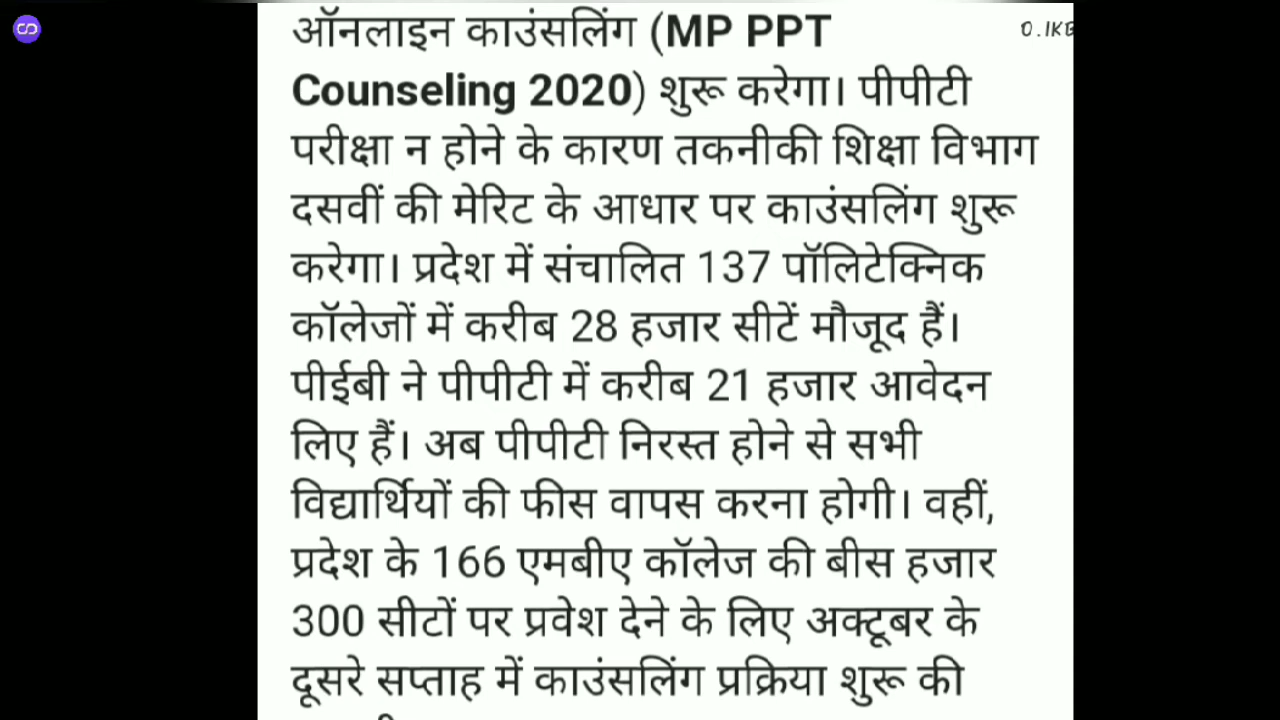 ऑनलाइन काउंसलिंग (MP PPT
0.1KB
Counseling 2020) शुरू करेगा। पीपीटी
परीक्षा न होने के कारण तकनीकी शिक्षा विभाग
दसवीं की मेरिट के आधार पर काउंसलिंग शुरू
करेगा। प्रदेश में संचालित 137 पॉलिटेक्निक
कॉलेजों में करीब 28 हजार सीटें मौजूद हैं।
पीईबी ने पीपीटी में करीब 21 हजार आवेदन
लिए हैं। अब पीपीटी निरस्त होने से सभी
विद्यार्थियों की फीस वापस करना होगी। वहीं,
प्रदेश के 166 एमबीए कॉलेज की बीस हजार
300 सीटों पर प्रवेश देने के लिए अक्टूबर के
दूसरे सप्ताह में काउंसलिंग प्रक्रिया शुरू की